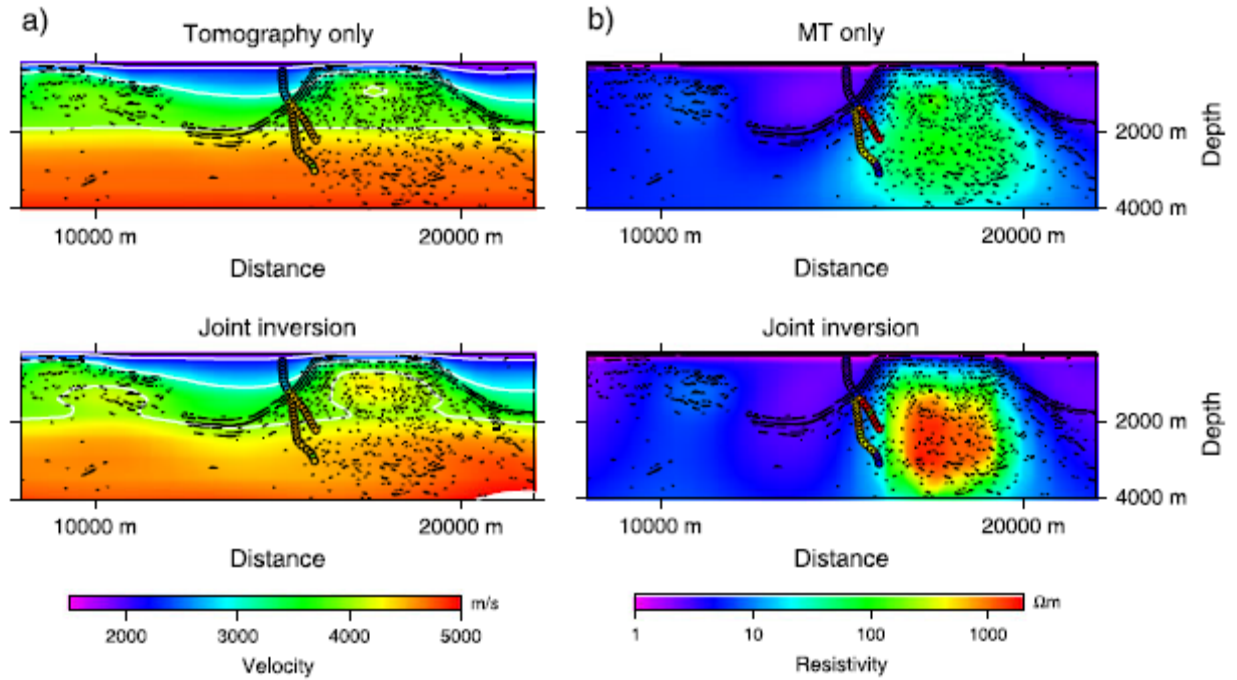 a)
Tomography only
10000 m
20000 m
Distance
b)
MT only
2000 m
4000 m
Depth
10000 m
20000 m
Distance
Joint inversion
10000 m
20000 m
Distance
Joint inversion
2000 m
4000 m
Depth
10000 m
20000 m
Distance
m/s
2000
3000
4000
5000
Velocity
Ωm
1
10
100
1000
Resistivity